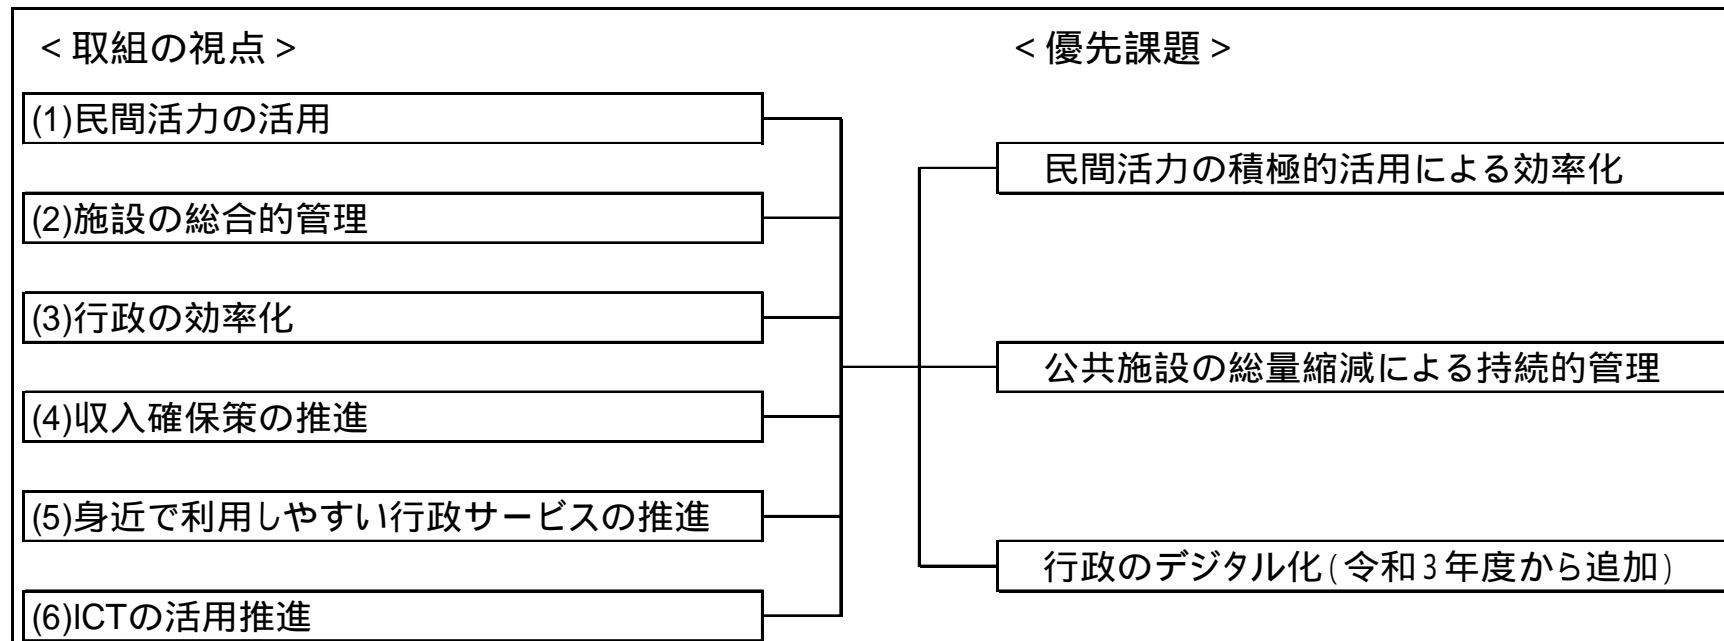 ＜取組の視点＞
(1)民間活力の活用
(2)施設の総合的管理
(3)行政の効率化
(4)収入確保策の推進
(5)身近で利用しやすい行政サービスの推進
(6)ICTの活用推進
＜優先課題＞
民間活力の積極的活用による効率化
公共施設の総量縮減による持続的管理
行政のデジタル化(令和3年度から追加)